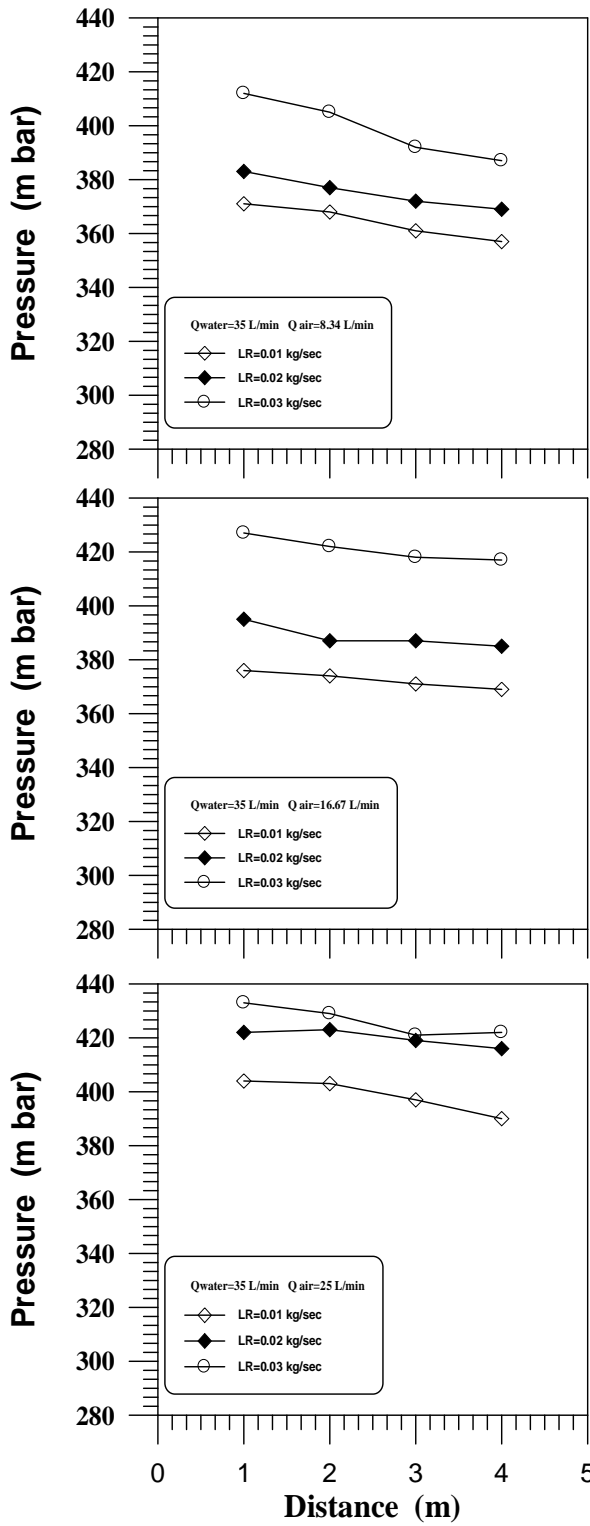 440
420
400
380
360
340
320
300
280
Pressure (m bar)
Qwater=35 L/min Q air=8.34 L/min
LR=0.01 kg/sec
LR=0.02 kg/sec
LR=0.03 kg/sec
440
420
400
380
360
340
320
300
280
Pressure (m bar)
Qwater=35 L/min Q air=16.67 L/min
LR=0.01 kg/sec
LR=0.02 kg/sec
LR=0.03 kg/sec
440
420
400
380
360
340
320
300
280
Pressure (m bar)
Qwater=35 L/min Q air=25 L/min
LR=0.01 kg/sec
LR=0.02 kg/sec
LR=0.03 kg/sec
0 1 2 3 4 5
Distance (m)